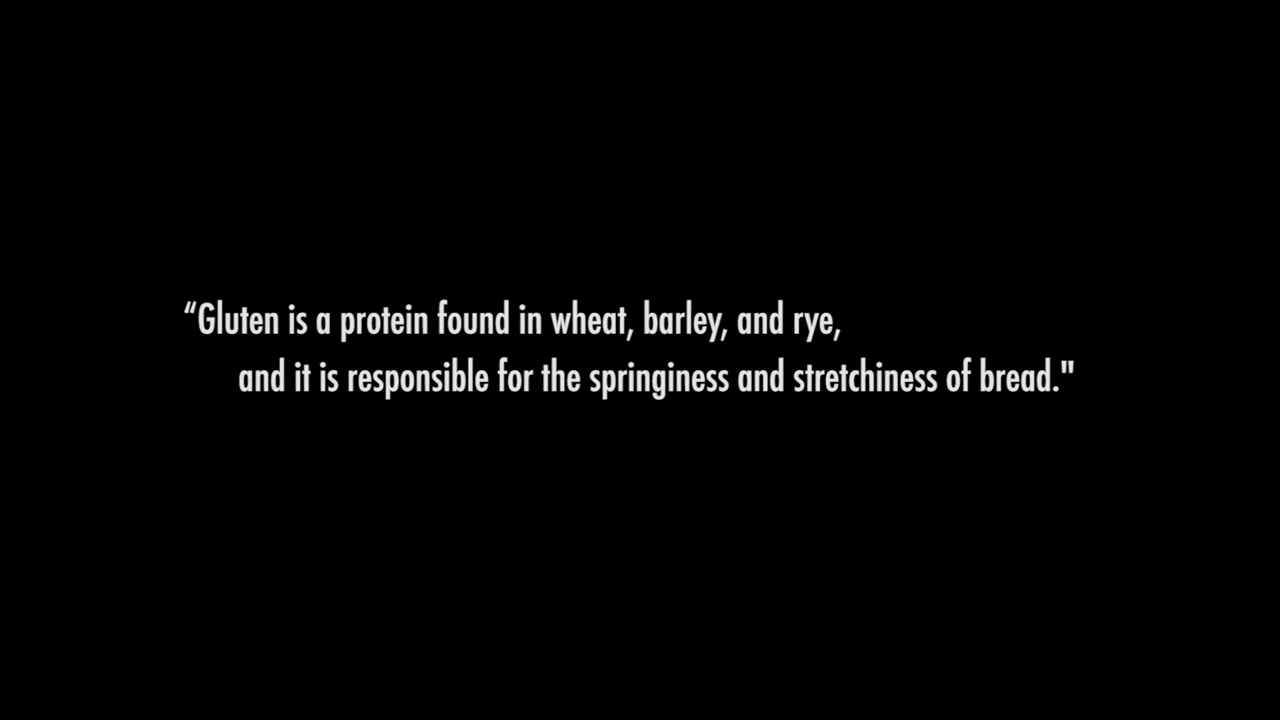 “Gluten is a protein found in wheat, barley, and rye,
and it is responsible for the springiness and stretchiness of bread."